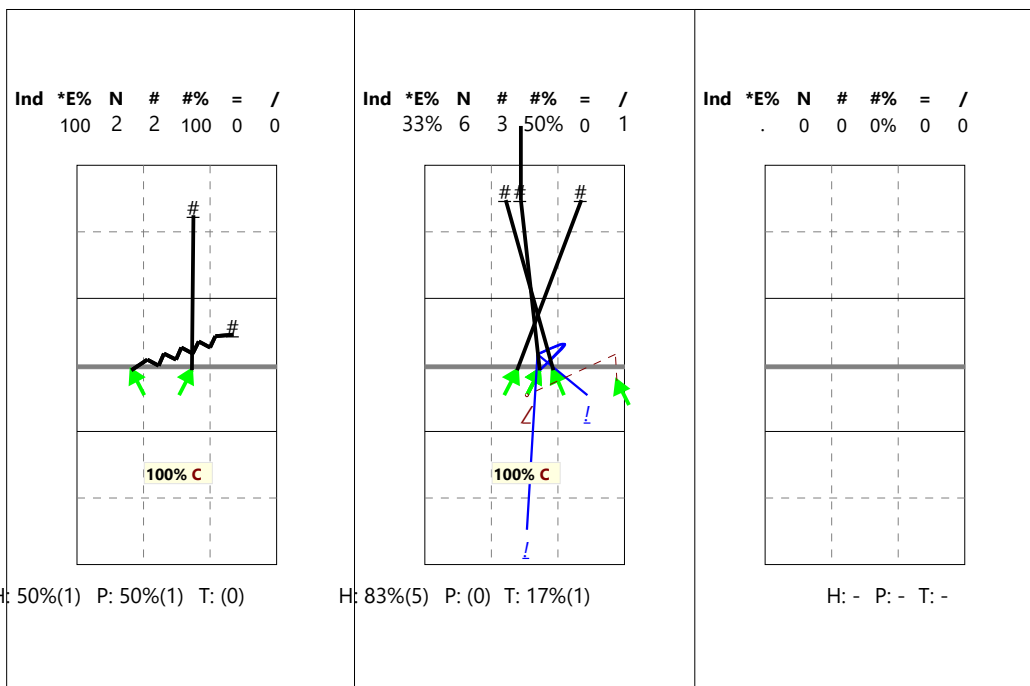 Ind *E% N # #% = /
100 2 2 100 0 0
#
#
100% C
H: 50%(1) P: 50%(1) T: (0)
Ind *E% N # #% = /
33% 6 3 50% 0 1
# # #
/ !
100% C
!
H: 83%(5) P: (0) T: 17%(1)
Ind *E% N # #% = /
. 0 0 0% 0 0
H: - P: - T: -